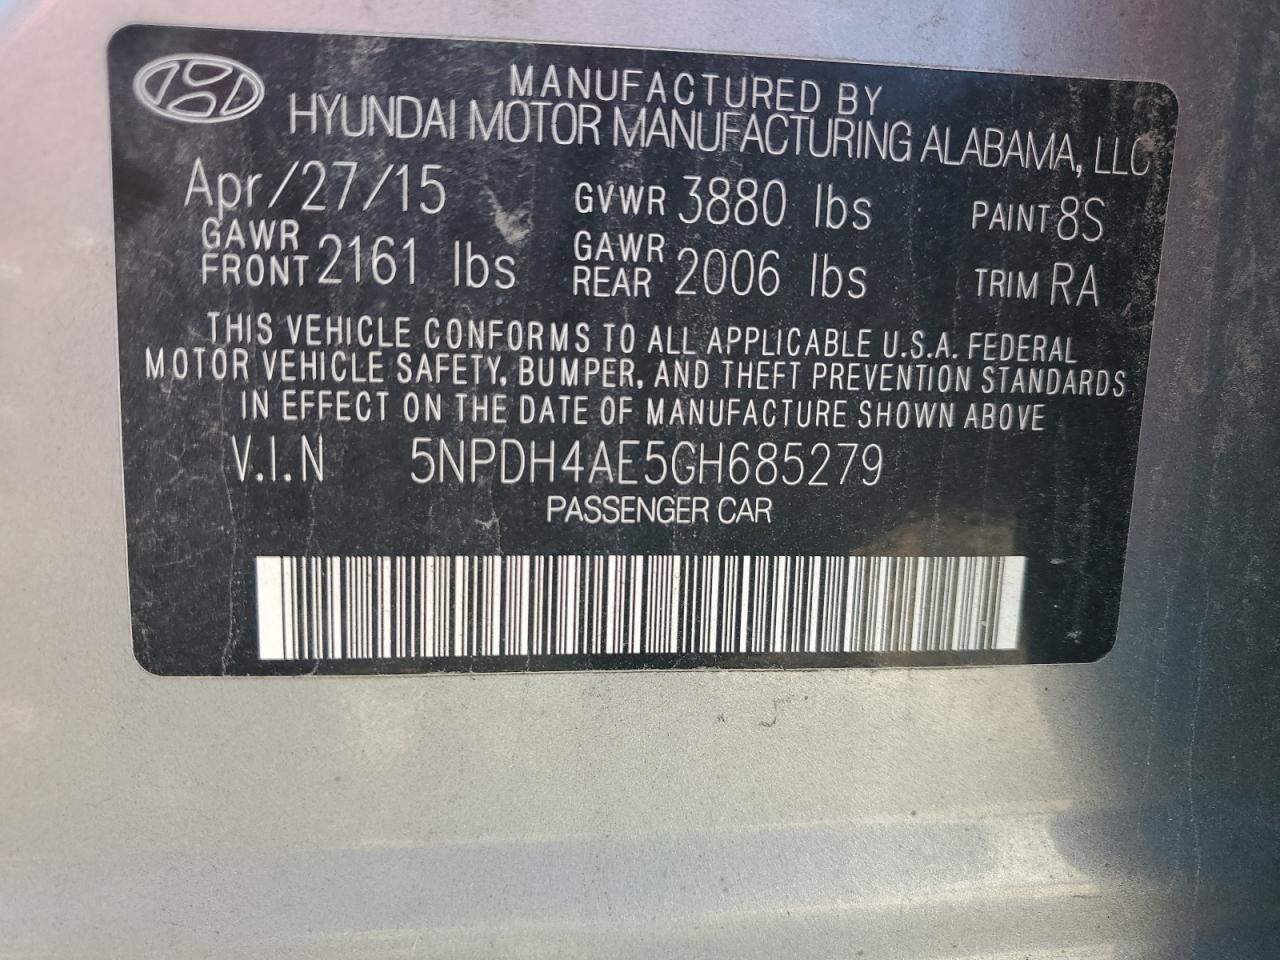 MANUFACTURED BY
HYUNDAI MOTOR MANUFACTURING ALABAMA, LLC
Apr/27/15 GVWR 3880 lbs PAINT 8S
GAWR FRONT 2161 lbs GAWR REAR 2006 lbs TRIM RA
THIS VEHICLE CONFORMS TO ALL APPLICABLE U.S.A. FEDERAL
MOTOR VEHICLE SAFETY, BUMPER, AND THEFT PREVENTION STANDARDS
IN EFFECT ON THE DATE OF MANUFACTURE SHOWN ABOVE
V.I.N 5NPDH4AE5GH685279
PASSENGER CAR